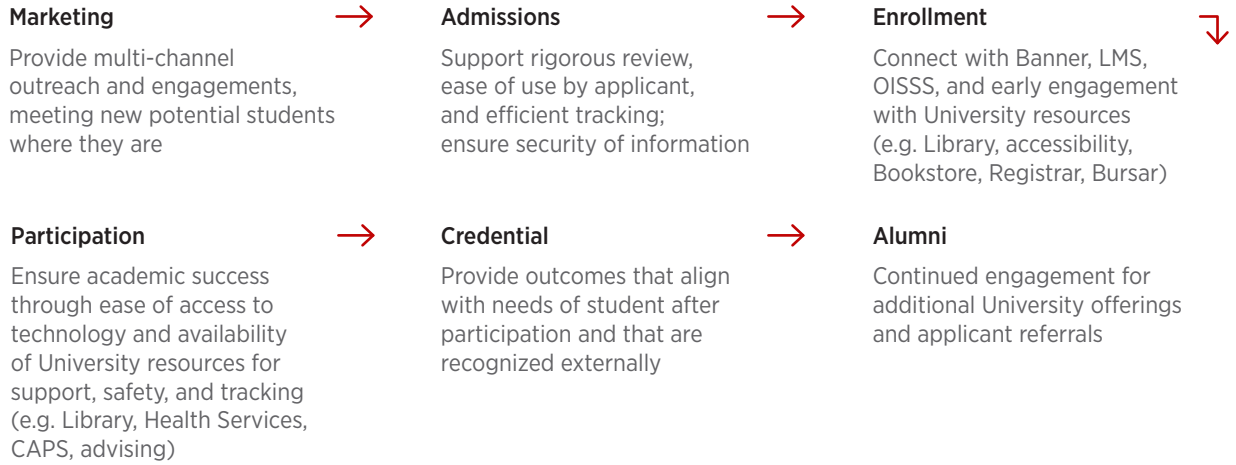 Marketing
Provide multi-channel
outreach and engagements,
meeting new potential students
where they are
Admissions
Support rigorous review,
ease of use by applicant,
and efficient tracking;
ensure security of information
Enrollment
Connect with Banner, LMS,
OISSS, and early engagement
with University resources
(e.g. Library, accessibility,
Bookstore, Registrar, Bursar)
Participation
Ensure academic success
through ease of access to
technology and availability
of University resources for
support, safety, and tracking
(e.g. Library, Health Services,
CAPS, advising)
Credential
Provide outcomes that align
with needs of student after
participation and that are
recognized externally
Alumni
Continued engagement for
additional University offerings
and applicant referrals